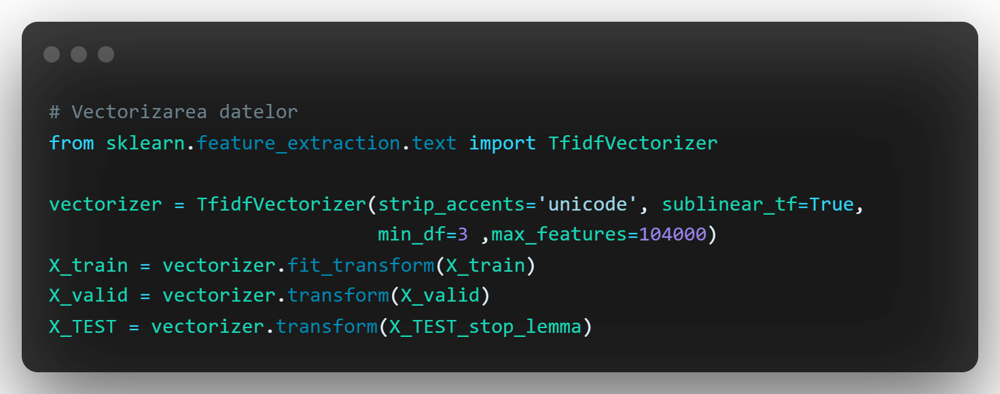 # Vectorizarea datelor
from sklearn.feature_extraction.text import TfidfVectorizer
vectorizer = TfidfVectorizer(strip_accents='unicode', sublinear_tf=True,
min_df=3 ,max_features=104000)
X_train = vectorizer.fit_transform(X_train)
X_valid = vectorizer.transform(X_valid)
X_TEST = vectorizer.transform(X_TEST_stop_lemma)